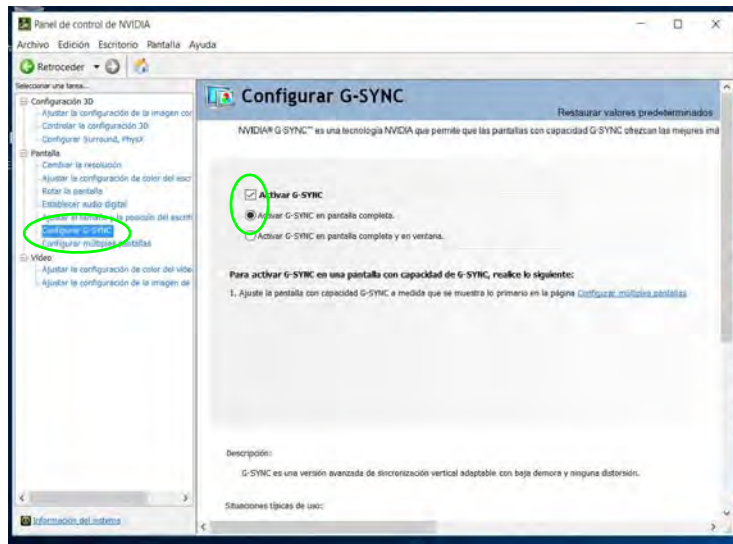 Panel de control de NVIDIA
Archivo Edición Escritorio Pantalla Ayuda
Retroceder
Seleccionar una tarea...
Configuración 3D
Ajustar la configuración de la imagen con
Controlar la configuración 3D
Configurar Surround, PhysX
Pantalla
Cambiar la resolución
Ajustar la configuración de color del escr
Rotar la pantalla
Establecer audio digital
Ajustar el tamaño y la posición del escrit
Configurar G-SYNC
Configurar múltiples pantallas
Vídeo
Ajustar la configuración de color del víde
Ajustar la configuración de la imagen de
Información del sistema
Configurar G-SYNC
Restaurar valores predeterminados
NVIDIA® G-SYNC™ es una tecnología NVIDIA que permite que las pantallas con capacidad G-SYNC ofrezcan las mejores imá
Activar G-SYNC
Activar G-SYNC en pantalla completa.
Activar G-SYNC en pantalla completa y en ventana.
Para activar G-SYNC en una pantalla con capacidad de G-SYNC, realice lo siguiente:
1. Ajuste la pantalla con capacidad G-SYNC a medida que se muestra lo primario en la página Configurar múltiples pantallas
Descripción:
G-SYNC es una versión avanzada de sincronización vertical adaptable con baja demora y ninguna distorsión.
Situaciones típicas de uso: